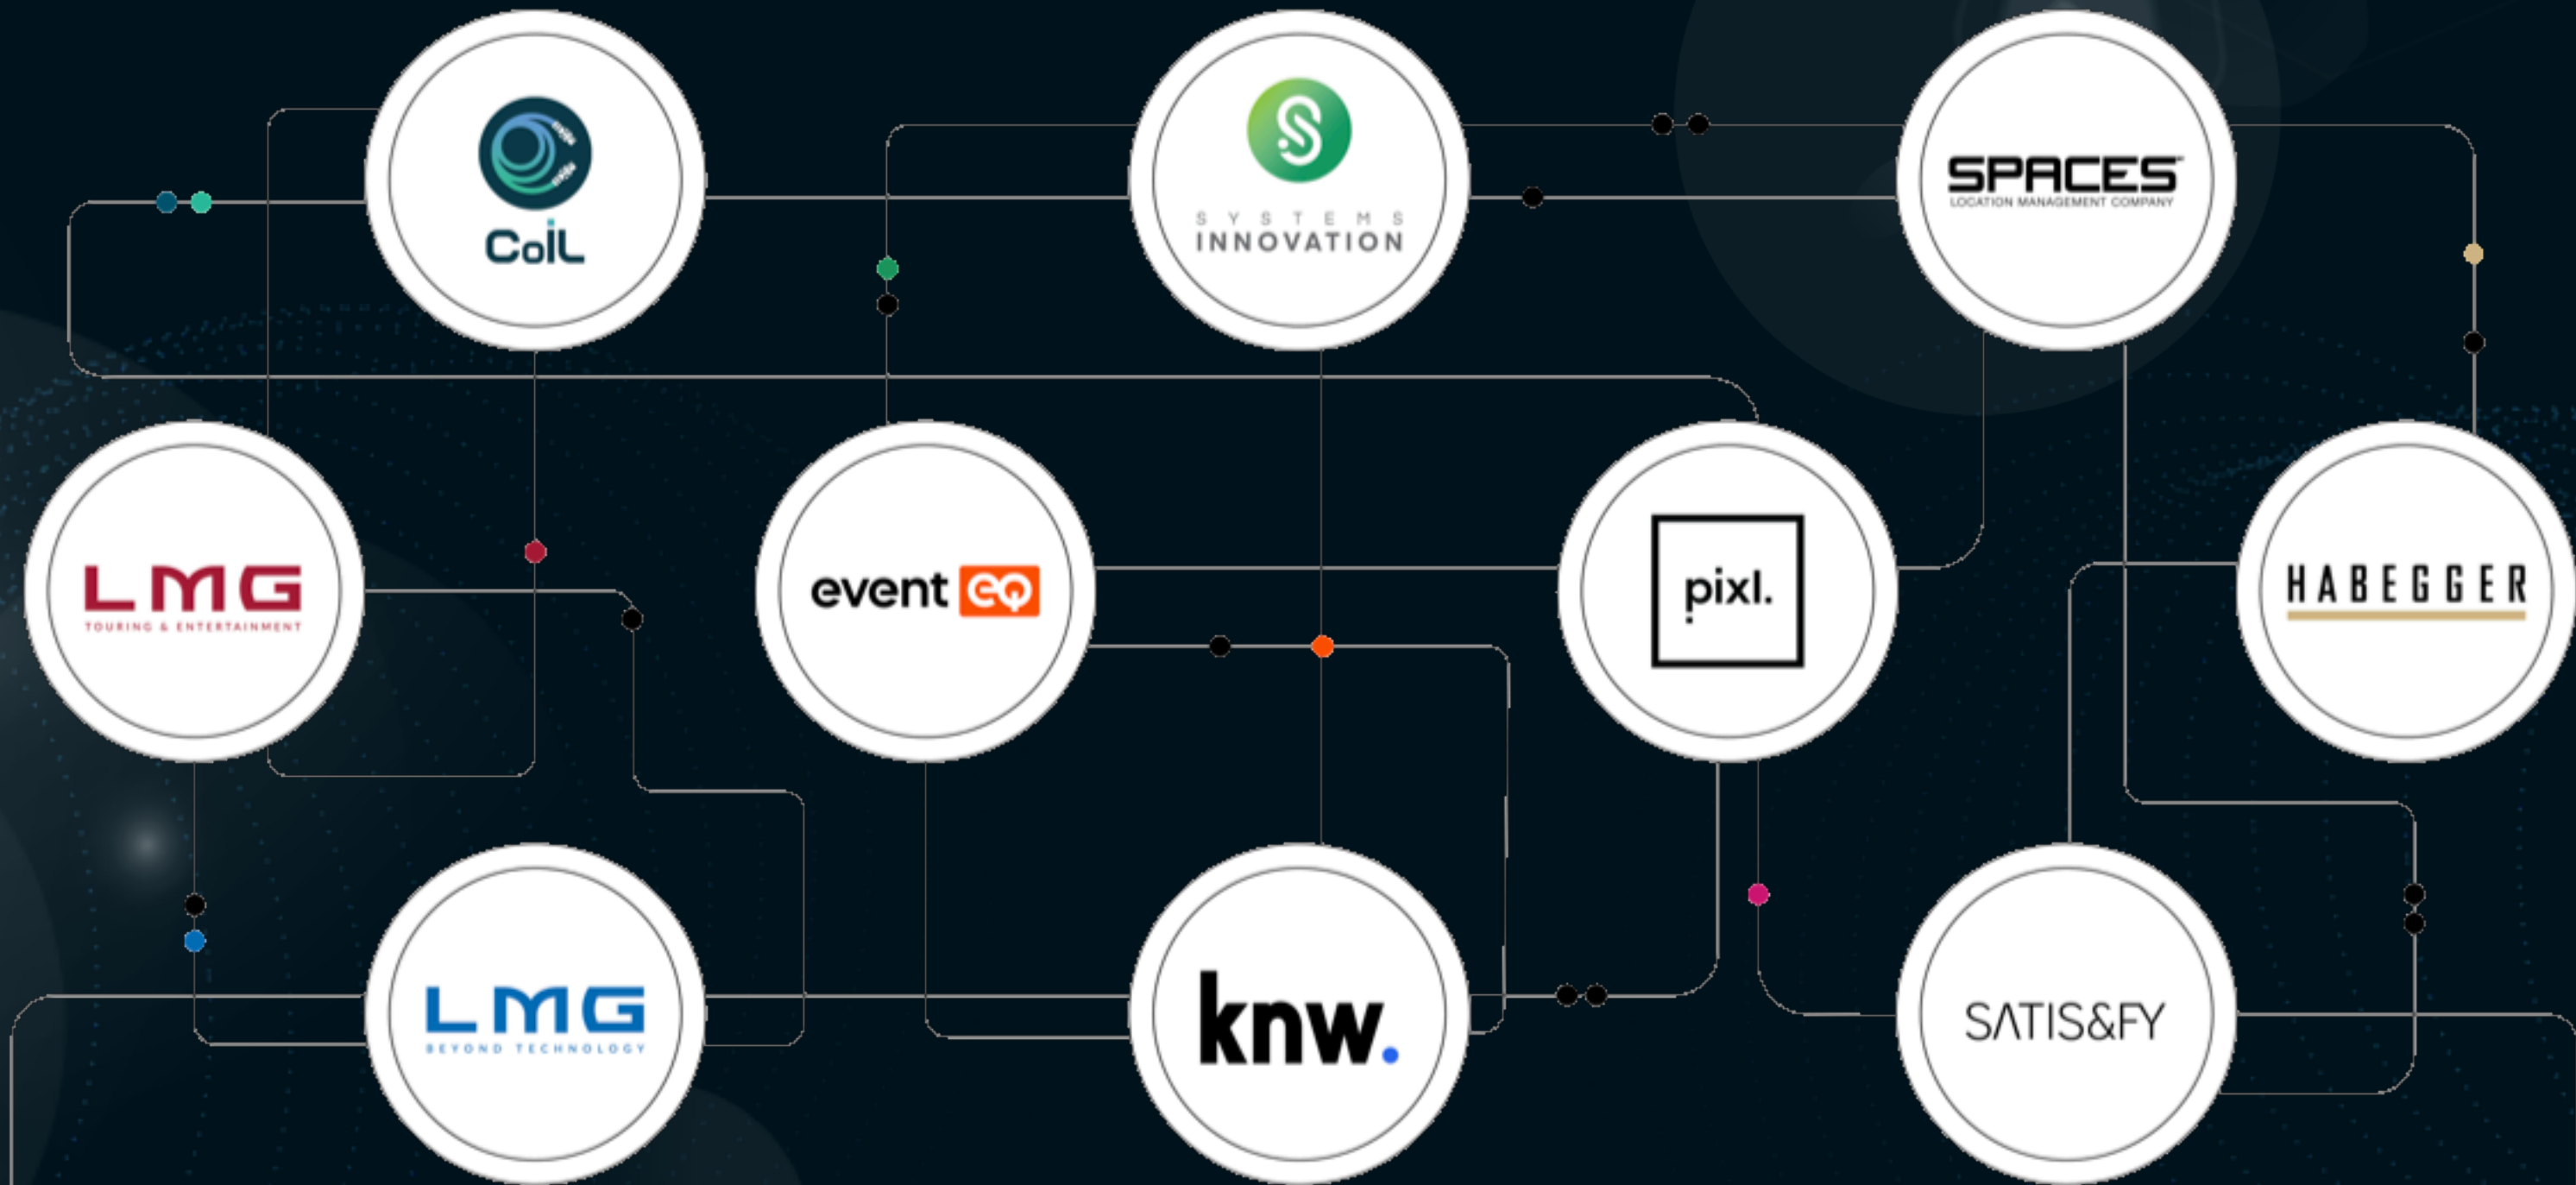 CoiL
SYSTEMS
INNOVATION
SPACES
LOCATION MANAGEMENT COMPANY
LMG
TOURING & ENTERTAINMENT
event eq
pixl.
HABEGGER
LMG
BEYOND TECHNOLOGY
knw.
SATIS&FY